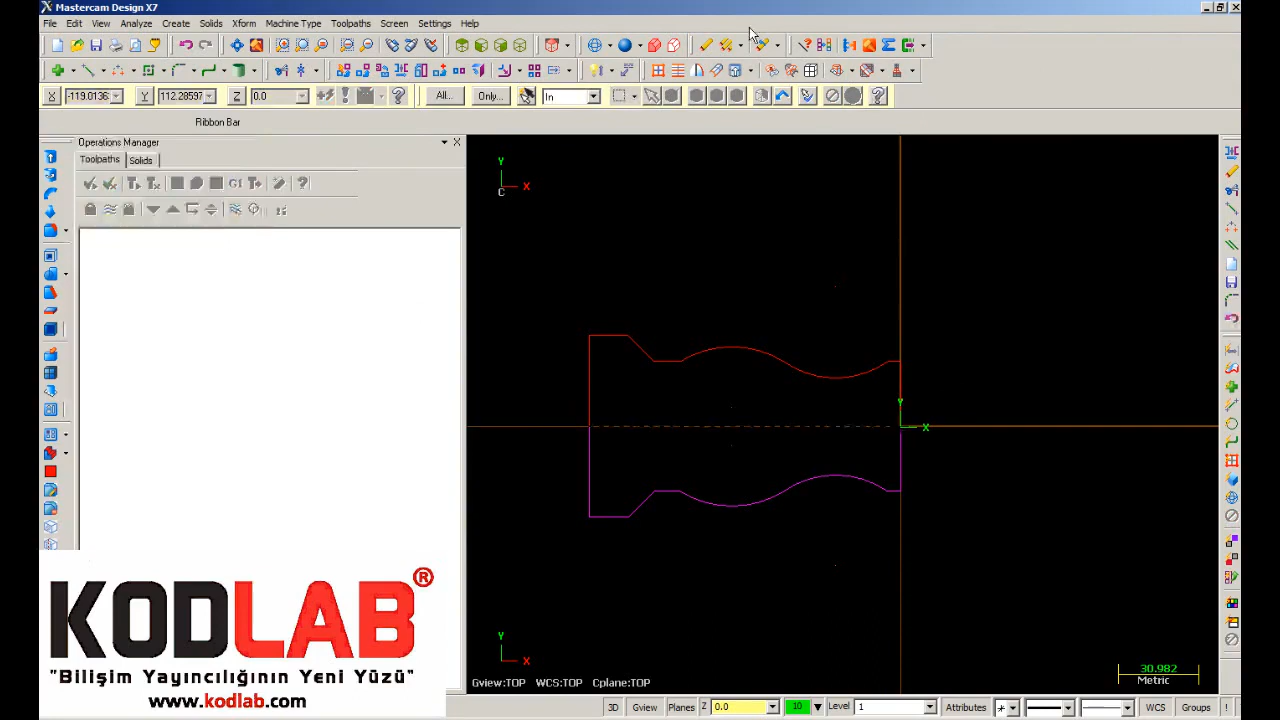 Mastercam Design X7
File Edit View Analyze Create Solids Xform Machine Type Toolpaths Screen Settings Help
X -119.0136 Y 112.28597 Z 0.0 All... Only... In
Ribbon Bar
Operations Manager
Toolpaths Solids
G1
Y
X
C
Y
X
Y
X
Gview:TOP WCS:TOP Cplane:TOP
30.982
Metric
KODLAB®
"Bilişim Yayıncılığının Yeni Yüzü"
www.kodlab.com
3D Gview Planes Z 0.0 10 Level 1 Attributes WCS Groups !